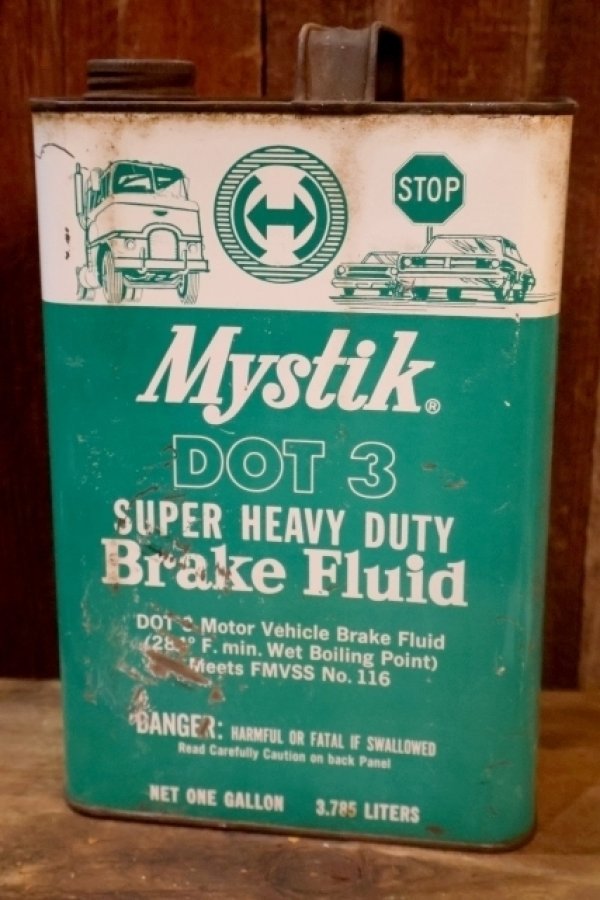 STOP
Mystik®
DOT 3
SUPER HEAVY DUTY
Brake Fluid
DOT 3 Motor Vehicle Brake Fluid
F. min. Wet Boiling Point)
Meets FMVSS No. 116
DANGER: HARMFUL OR FATAL IF SWALLOWED
Read Carefully Caution on back Panel
NET ONE GALLON 3.785 LITERS